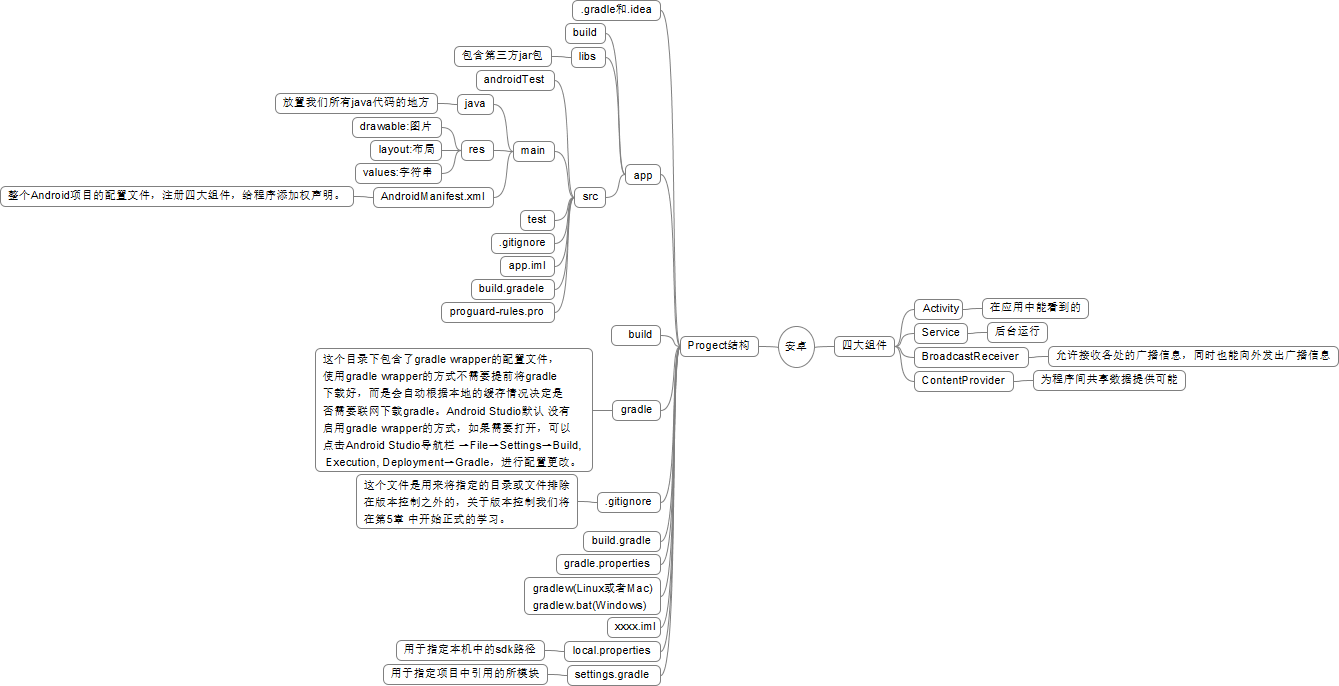 .gradle和.idea
build
libs
包含第三方jar包
androidTest
java
放置我们所有java代码的地方
drawable:图片
layout:布局
values:字符串
res
main
AndroidManifest.xml
整个Android项目的配置文件，注册四大组件，给程序添加权声明。
app
src
test
.gitignore
app.iml
build.gradele
proguard-rules.pro
build
Progect结构
安卓
四大组件
Activity
在应用中能看到的
Service
后台运行
BroadcastReceiver
允许接收各处的广播信息，同时也能向外发出广播信息
ContentProvider
为程序间共享数据提供可能
这个目录下包含了gradle wrapper的配置文件，
使用gradle wrapper的方式不需要提前将gradle
下载好，而是会自动根据本地的缓存情况决定是
否需要联网下载gradle。Android Studio默认 没有
启用gradle wrapper的方式，如果需要打开，可以
点击Android Studio导航栏 →File→Settings→Build,
Execution, Deployment→Gradle，进行配置更改。
gradle
这个文件是用来将指定的目录或文件排除
在版本控制之外的，关于版本控制我们将
在第5章 中开始正式的学习。
.gitignore
build.gradle
gradle.properties
gradlew(Linux或者Mac)
gradlew.bat(Windows)
xxxx.iml
用于指定本机中的sdk路径
local.properties
用于指定项目中引用的所模块
settings.gradle